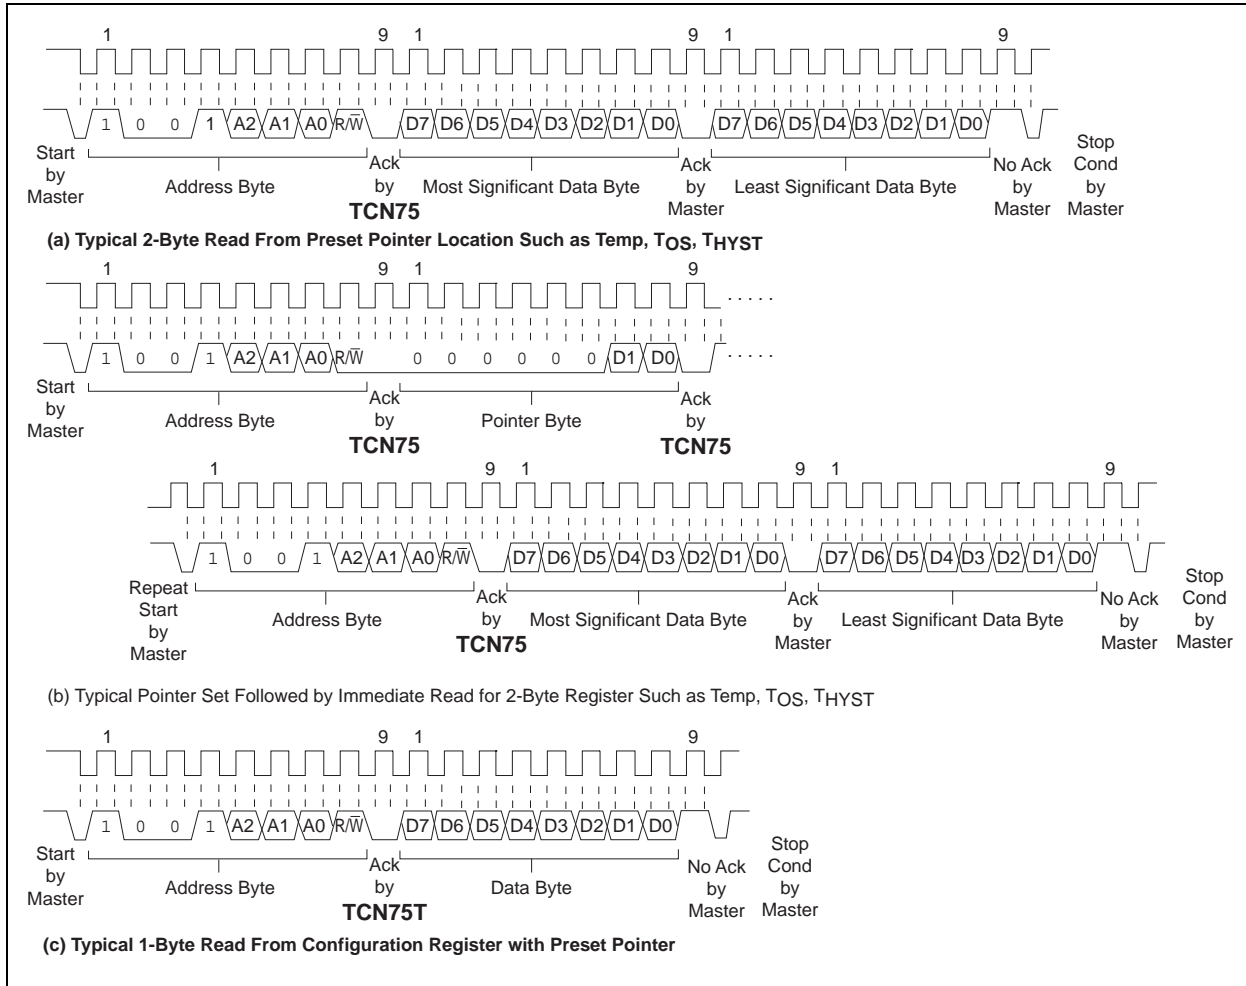 1 9 1 9 1 9
1 0 0 1 A2 A1 A0 R/W̅ D7 D6 D5 D4 D3 D2 D1 D0 D7 D6 D5 D4 D3 D2 D1 D0
Start by Master
Address Byte
Ack by TCN75
Most Significant Data Byte
Ack by Master
Least Significant Data Byte
No Ack by Master
Stop Cond by Master
(a) Typical 2-Byte Read From Preset Pointer Location Such as Temp, TOS, THYST
1 9 1 9
. . . . .
1 0 0 1 A2 A1 A0 R/W̅ 0 0 0 0 0 0 D1 D0
. . . . .
Start by Master
Address Byte
Ack by TCN75
Pointer Byte
Ack by TCN75
1 9 1 9 1 9
1 0 0 1 A2 A1 A0 R/W̅ D7 D6 D5 D4 D3 D2 D1 D0 D7 D6 D5 D4 D3 D2 D1 D0
Repeat Start by Master
Address Byte
Ack by TCN75
Most Significant Data Byte
Ack by Master
Least Significant Data Byte
No Ack by Master
Stop Cond by Master
(b) Typical Pointer Set Followed by Immediate Read for 2-Byte Register Such as Temp, TOS, THYST
1 9 1 9
1 0 0 1 A2 A1 A0 R/W̅ D7 D6 D5 D4 D3 D2 D1 D0
Start by Master
Address Byte
Ack by TCN75T
Data Byte
No Ack by Master
Stop Cond by Master
(c) Typical 1-Byte Read From Configuration Register with Preset Pointer